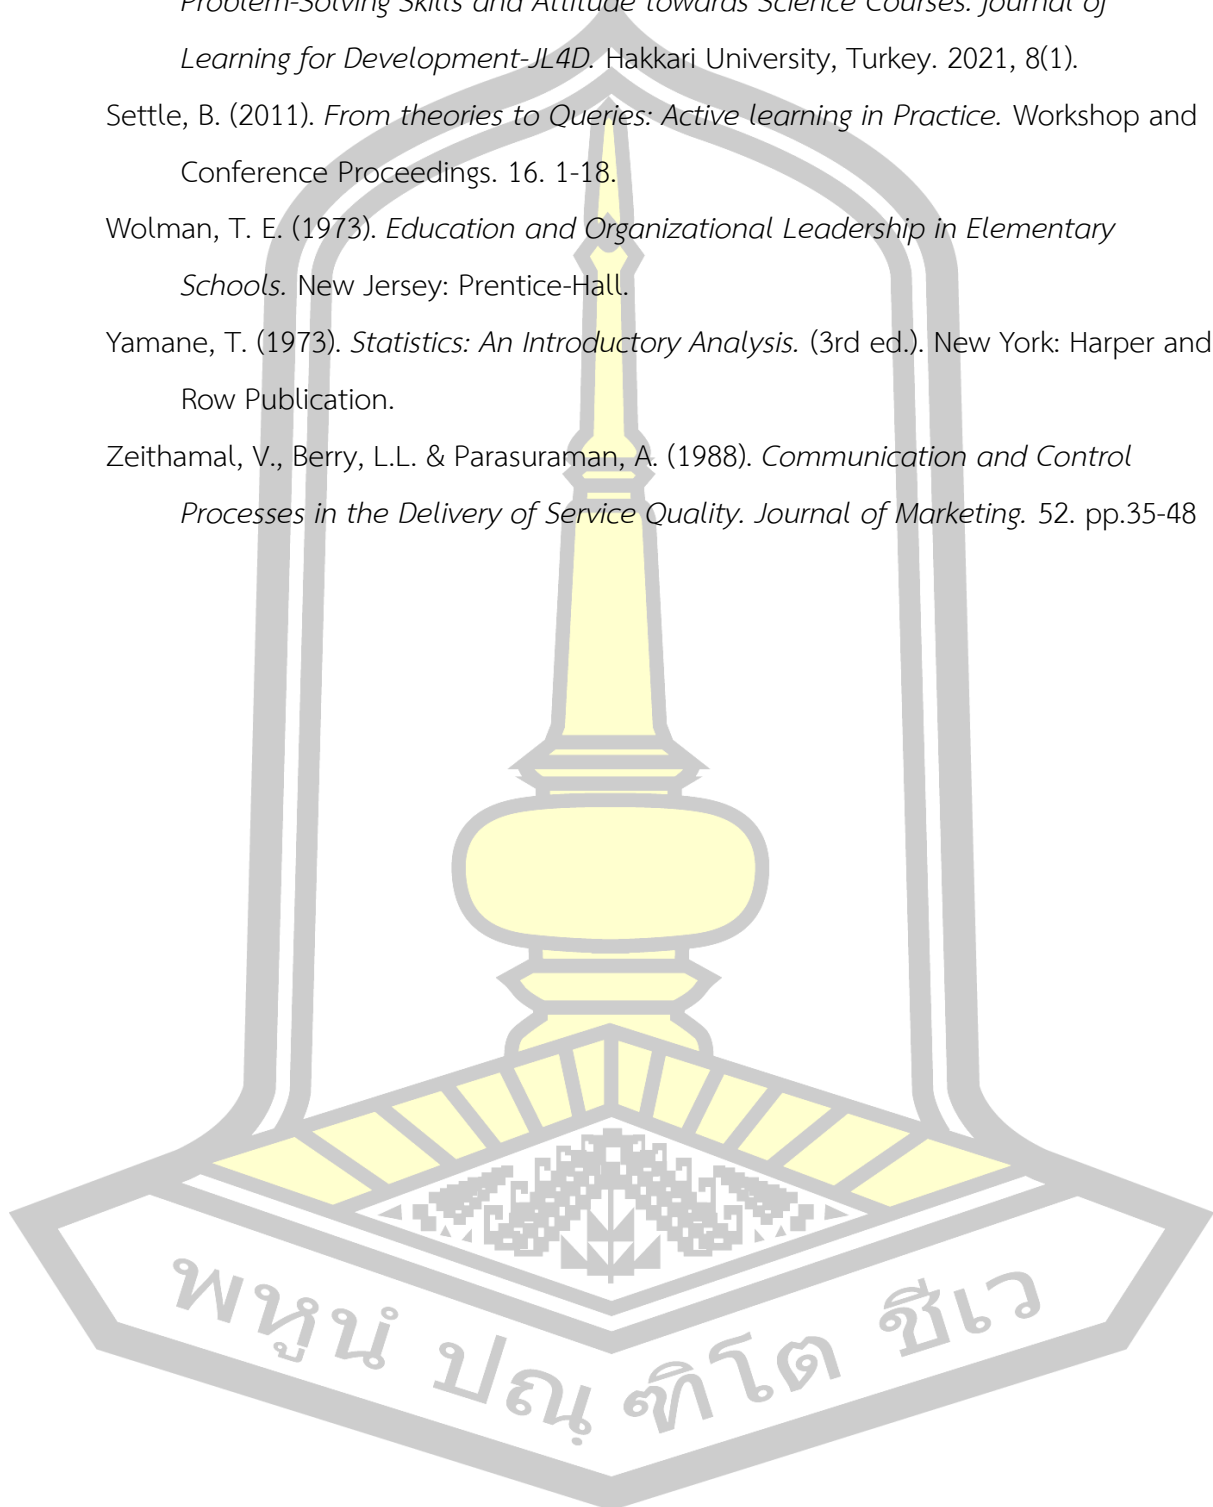 Problem-Solving Skills and Attitude towards Science Courses. Journal of
Learning for Development-JL4D. Hakkari University, Turkey. 2021, 8(1).
Settle, B. (2011). From theories to Queries: Active learning in Practice. Workshop and
Conference Proceedings. 16. 1-18.
Wolman, T. E. (1973). Education and Organizational Leadership in Elementary
Schools. New Jersey: Prentice-Hall.
Yamane, T. (1973). Statistics: An Introductory Analysis. (3rd ed.). New York: Harper and
Row Publication.
Zeithamal, V., Berry, L.L. & Parasuraman, A. (1988). Communication and Control
Processes in the Delivery of Service Quality. Journal of Marketing. 52. pp.35-48
พหูนํ ปณฺฑิโต ชีเว